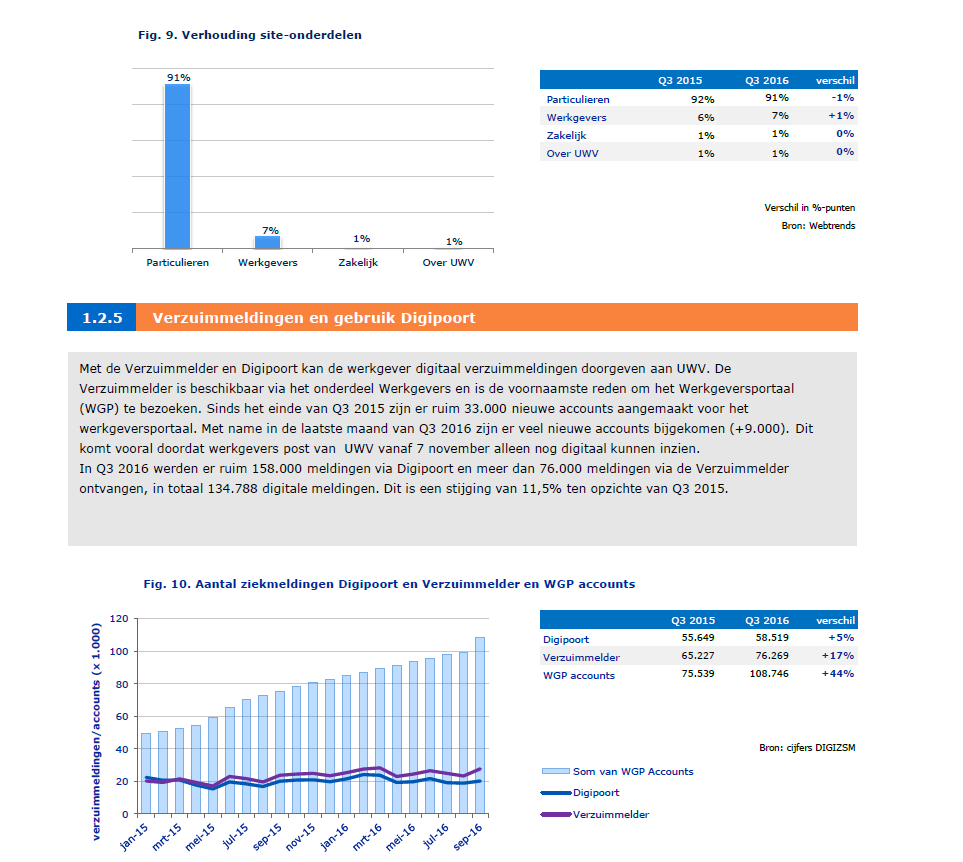 Fig. 9. Verhouding site-onderdelen
91%
7%
1%
1%
Particulieren Werkgevers Zakelijk Over UWV
Q3 2015 Q3 2016 verschil
Particulieren 92% 91% -1%
Werkgevers 6% 7% +1%
Zakelijk 1% 1% 0%
Over UWV 1% 1% 0%
Verschil in %-punten
Bron: Webtrends
1.2.5 Verzuimmeldingen en gebruik Digipoort
Met de Verzuimmelder en Digipoort kan de werkgever digitaal verzuimmeldingen doorgeven aan UWV. De
Verzuimmelder is beschikbaar via het onderdeel Werkgevers en is de voornaamste reden om het Werkgeversportaal
(WGP) te bezoeken. Sinds het einde van Q3 2015 zijn er ruim 33.000 nieuwe accounts aangemaakt voor het
werkgeversportaal. Met name in de laatste maand van Q3 2016 zijn er veel nieuwe accounts bijgekomen (+9.000). Dit
komt vooral doordat werkgevers post van UWV vanaf 7 november alleen nog digitaal kunnen inzien.
In Q3 2016 werden er ruim 158.000 meldingen via Digipoort en meer dan 76.000 meldingen via de Verzuimmelder
ontvangen, in totaal 134.788 digitale meldingen. Dit is een stijging van 11,5% ten opzichte van Q3 2015.
Fig. 10. Aantal ziekmeldingen Digipoort en Verzuimmelder en WGP accounts
verzuimmeldingen/accounts (x 1.000)
120
100
80
60
40
20
0
jan-15 mrt-15 mei-15 jul-15 sep-15 nov-15 jan-16 mrt-16 mei-16 jul-16 sep-16
Q3 2015 Q3 2016 verschil
Digipoort 55.649 58.519 +5%
Verzuimmelder 65.227 76.269 +17%
WGP accounts 75.539 108.746 +44%
Bron: cijfers DIGIZSM
Som van WGP Accounts
Digipoort
Verzuimmelder